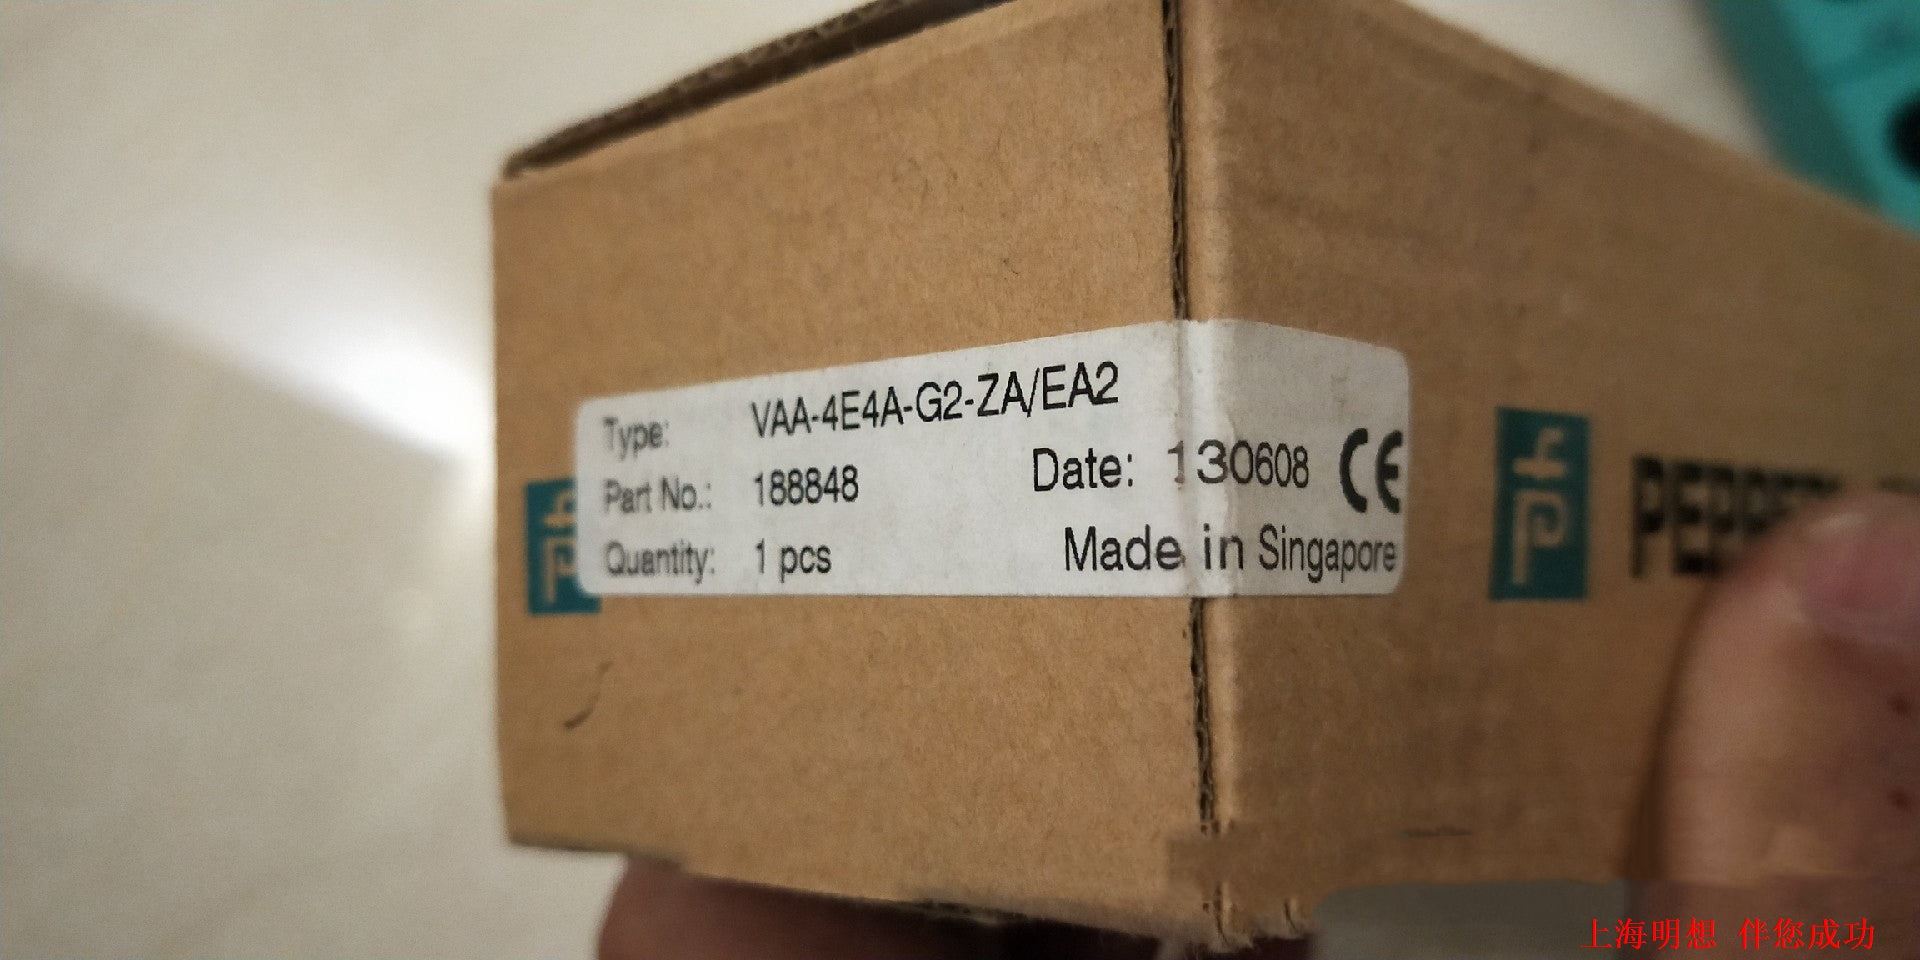 Type: VAA-4E4A-G2-ZA/EA2
Part No.: 188848 Date: 130608 CE
Quantity: 1 pcs Made in Singapore
上海明想 伴您成功